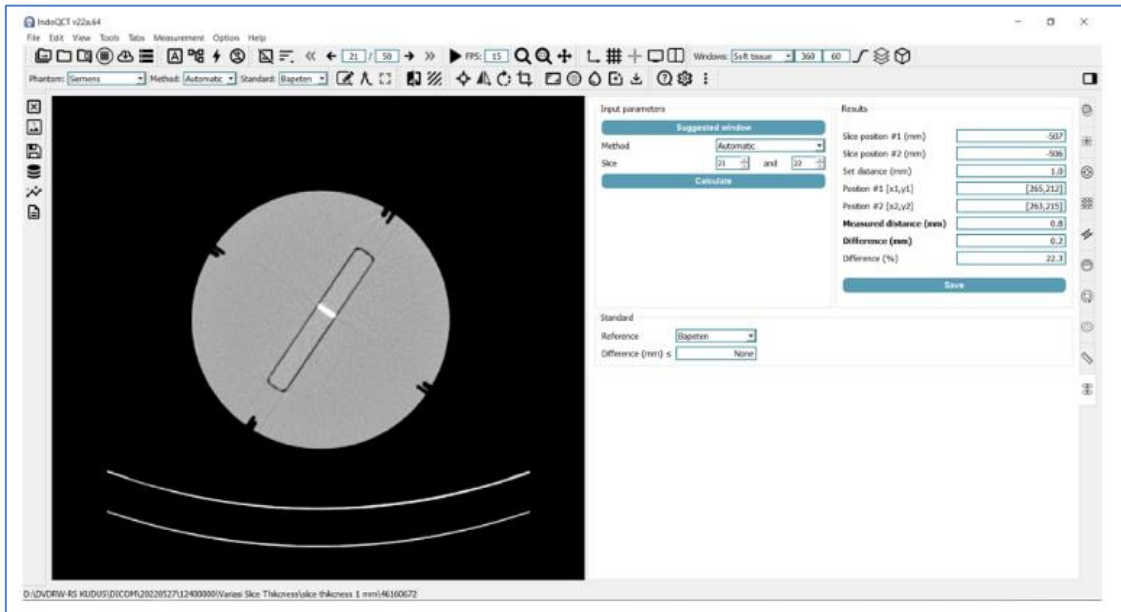 IndoQCT v22a.64
File Edit View Tools Tabs Measurement Option Help
21 / 50 FPS: 15 Windows: Soft tissue 360 60
Phantom: Siemens Method: Automatic Standard: Bapeten
Input parameters
Suggested window
Method Automatic
Slice 21 and 22
Calculate
Results
Slice position #1 (mm) -507
Slice position #2 (mm) -506
Set distance (mm) 1.0
Position #1 [x1,y1] [265,212]
Position #2 [x2,y2] [263,215]
Measured distance (mm) 0.8
Difference (mm) 0.2
Difference (%) 22.3
Save
Standard
Reference Bapeten
Difference (mm) ≤ None
D:\DVDRW-RS KUDUS\DICOM\20220527\12400000\Variasi Slice Thikcness\slice thikcness 1 mm\46160672